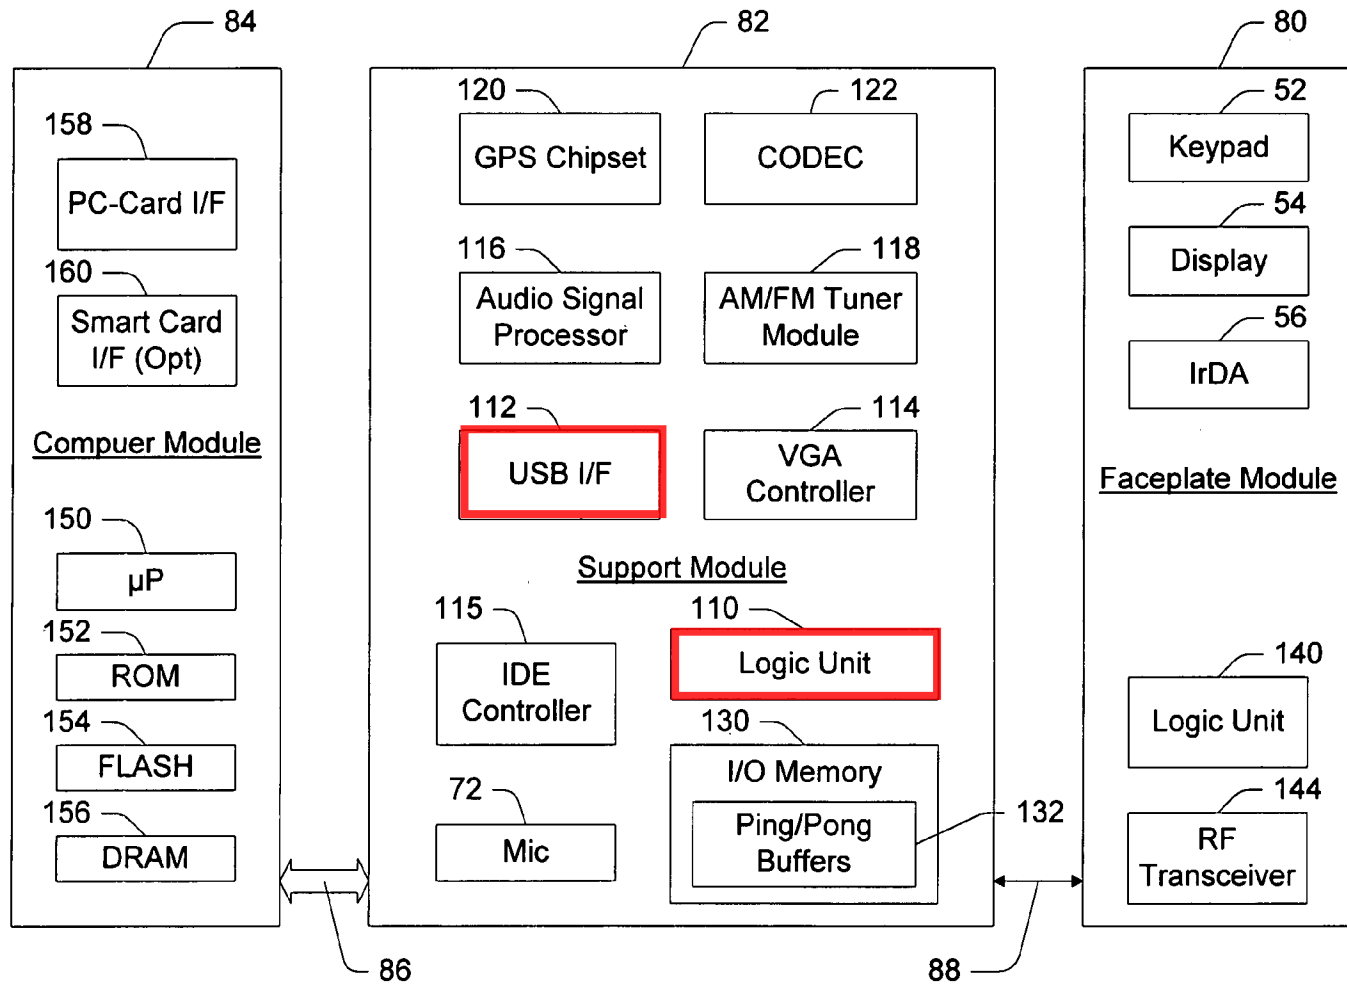 84
82
80
158
PC-Card I/F
160
Smart Card
I/F (Opt)
Compuer Module
150
µP
152
ROM
154
FLASH
156
DRAM
86
120
GPS Chipset
122
CODEC
116
Audio Signal
Processor
118
AM/FM Tuner
Module
112
USB I/F
114
VGA
Controller
Support Module
115
IDE
Controller
110
Logic Unit
72
Mic
130
I/O Memory
Ping/Pong
Buffers
132
88
52
Keypad
54
Display
56
IrDA
Faceplate Module
140
Logic Unit
144
RF
Transceiver